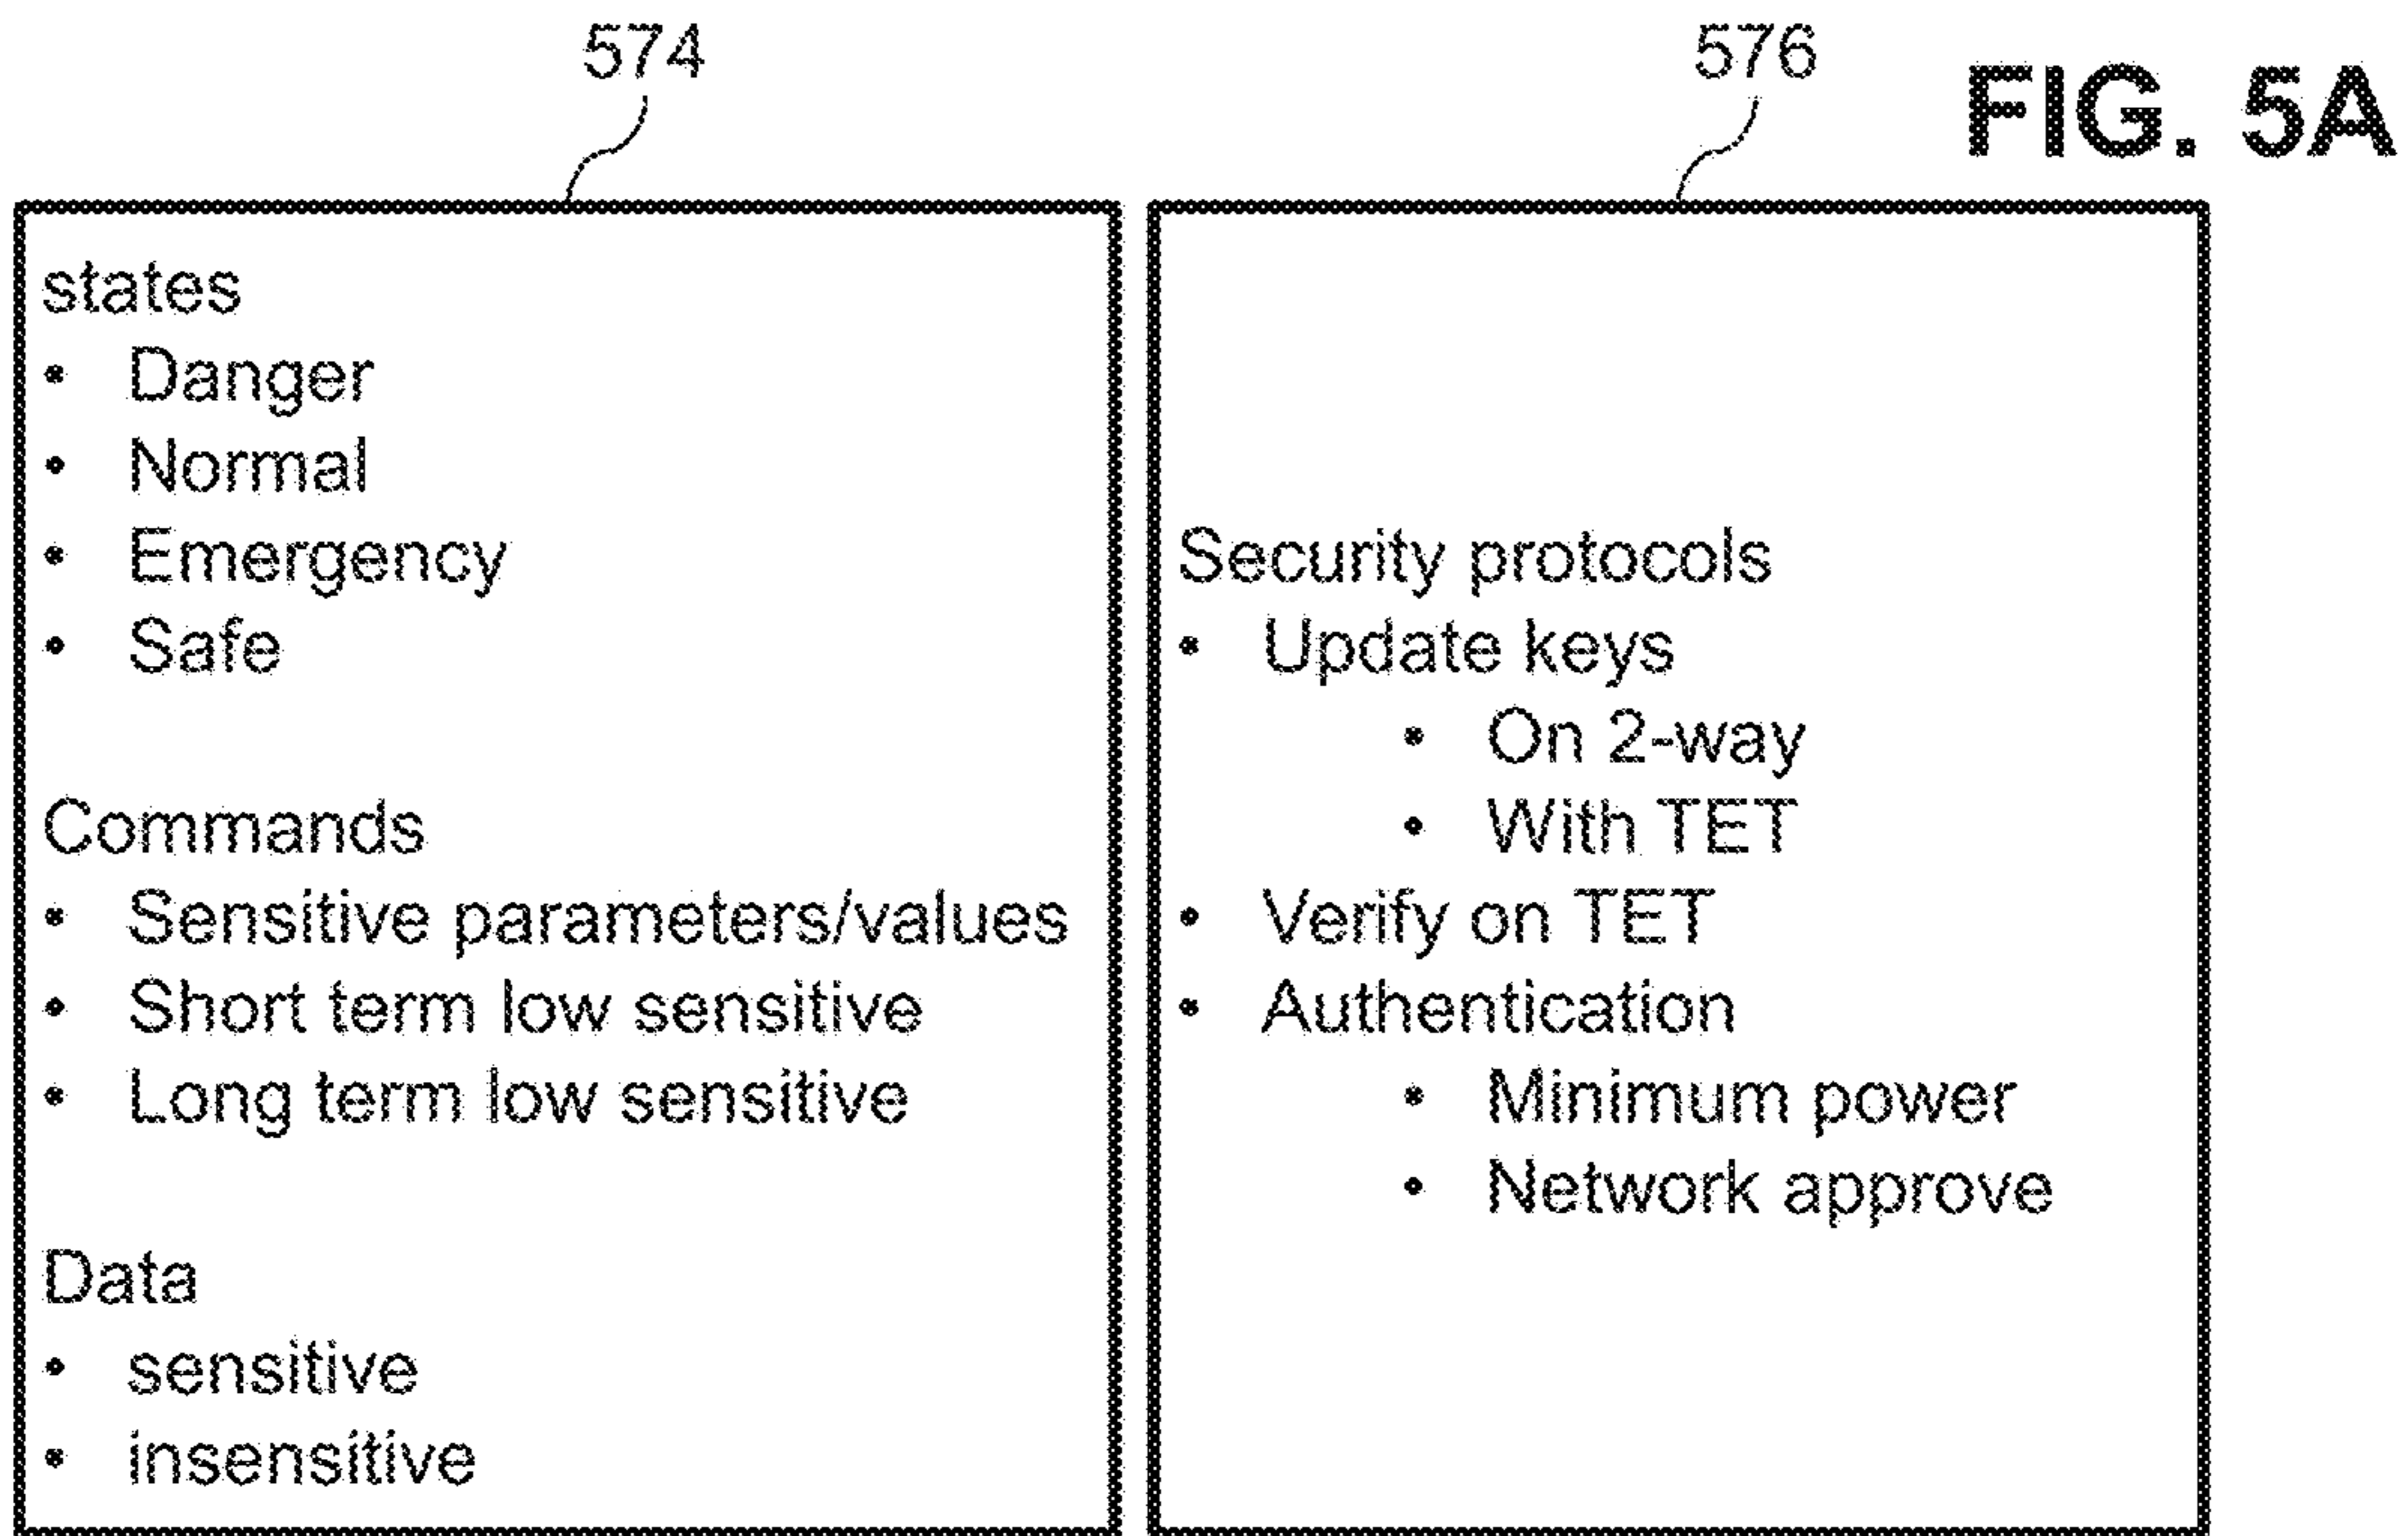 574
576
FIG. 5A
states
• Danger
• Normal
• Emergency
• Safe
Commands
• Sensitive parameters/values
• Short term low sensitive
• Long term low sensitive
Data
• sensitive
• insensitive
Security protocols
• Update keys
• On 2-way
• With TET
• Verify on TET
• Authentication
• Minimum power
• Network approve